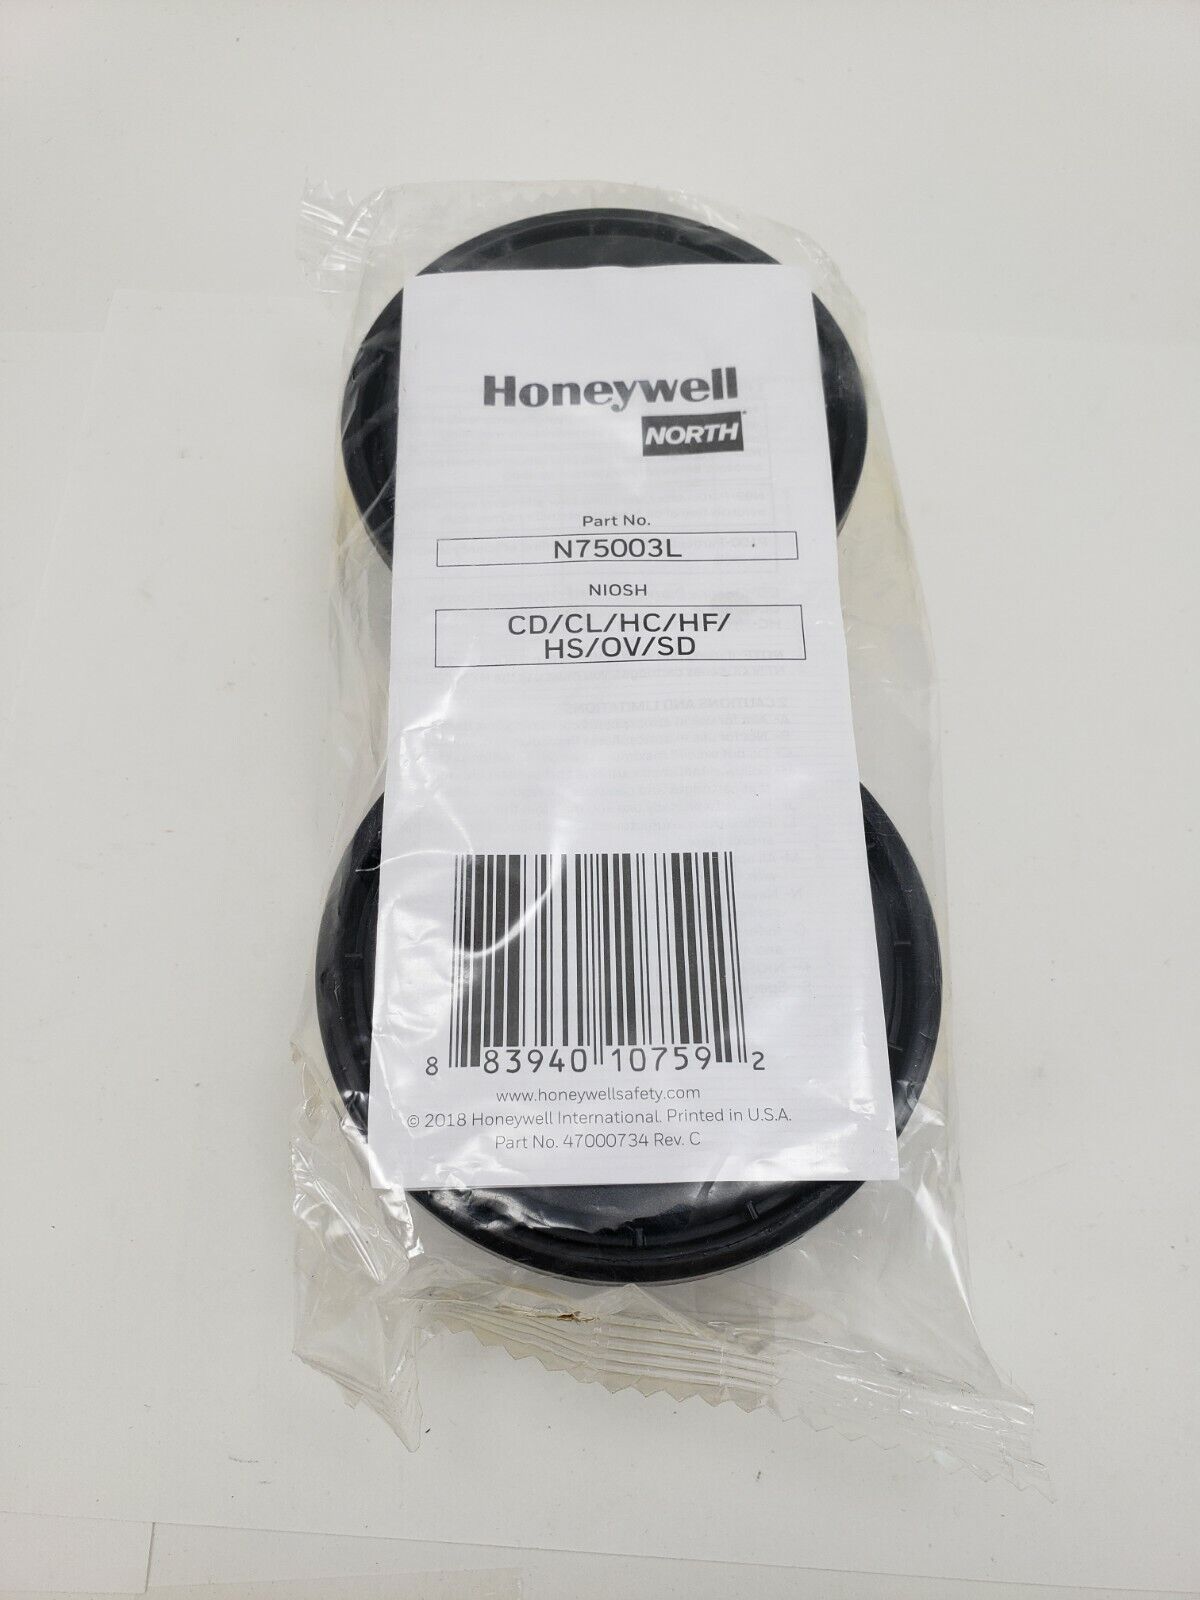 Honeywell
NORTH
Part No.
N75003L
NIOSH
CD/CL/HC/HF/
HS/OV/SD
8 83940 10759 2
www.honeywellsafety.com
© 2018 Honeywell International. Printed in U.S.A.
Part No. 47000734 Rev. C